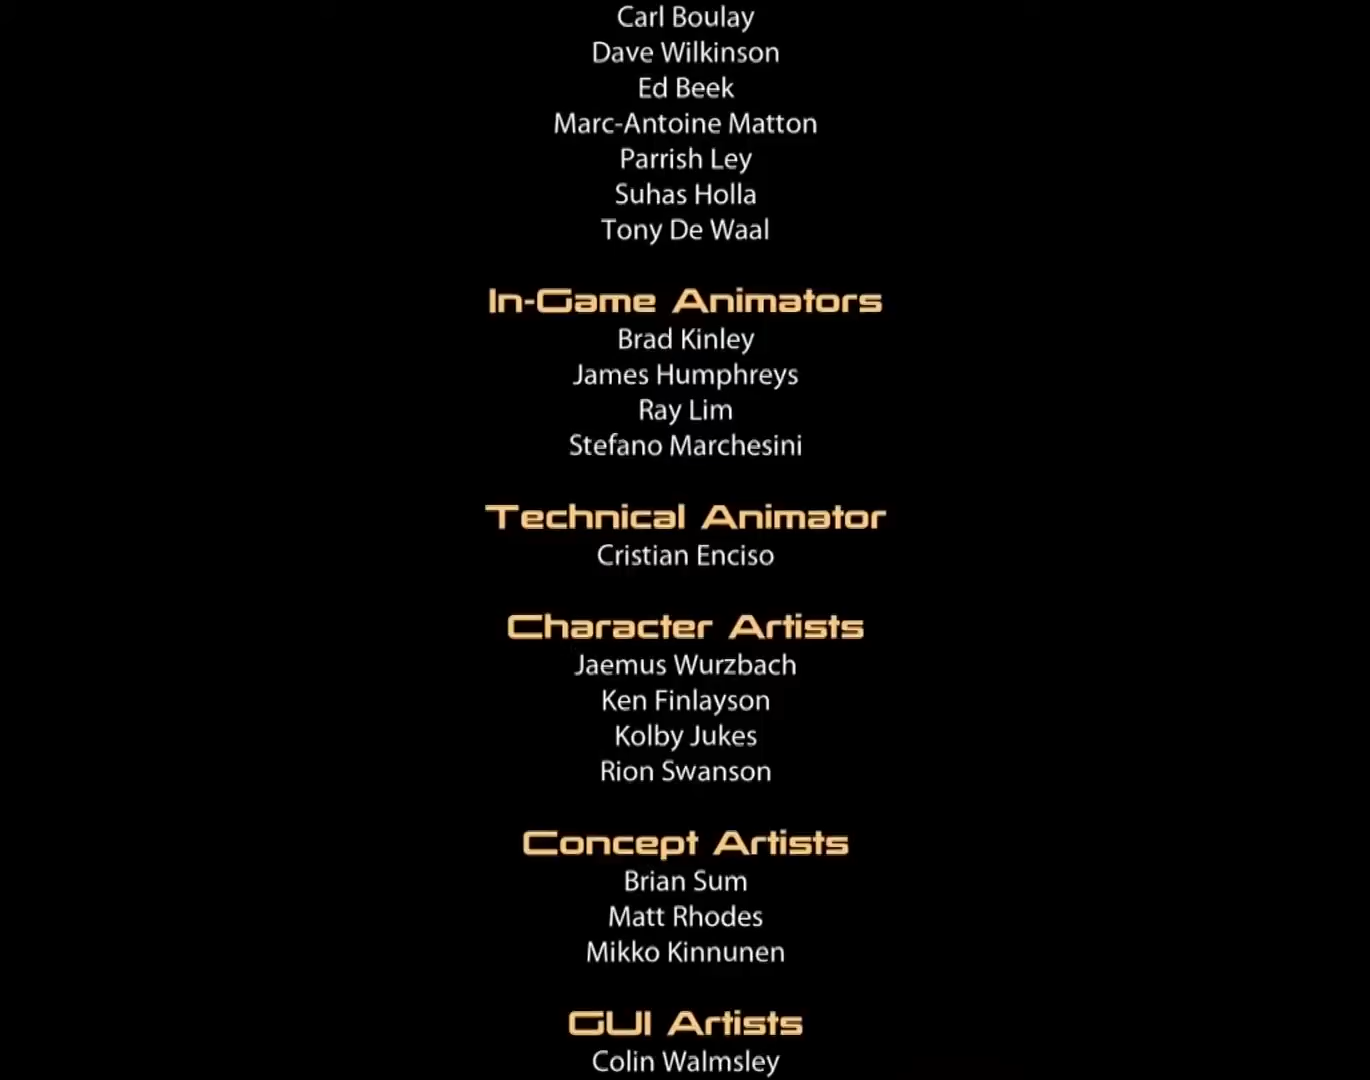 Carl Boulay
Dave Wilkinson
Ed Beek
Marc-Antoine Matton
Parrish Ley
Suhas Holla
Tony De Waal
In-Game Animators
Brad Kinley
James Humphreys
Ray Lim
Stefano Marchesini
Technical Animator
Cristian Enciso
Character Artists
Jaemus Wurzbach
Ken Finlayson
Kolby Jukes
Rion Swanson
Concept Artists
Brian Sum
Matt Rhodes
Mikko Kinnunen
GUI Artists
Colin Walmsley